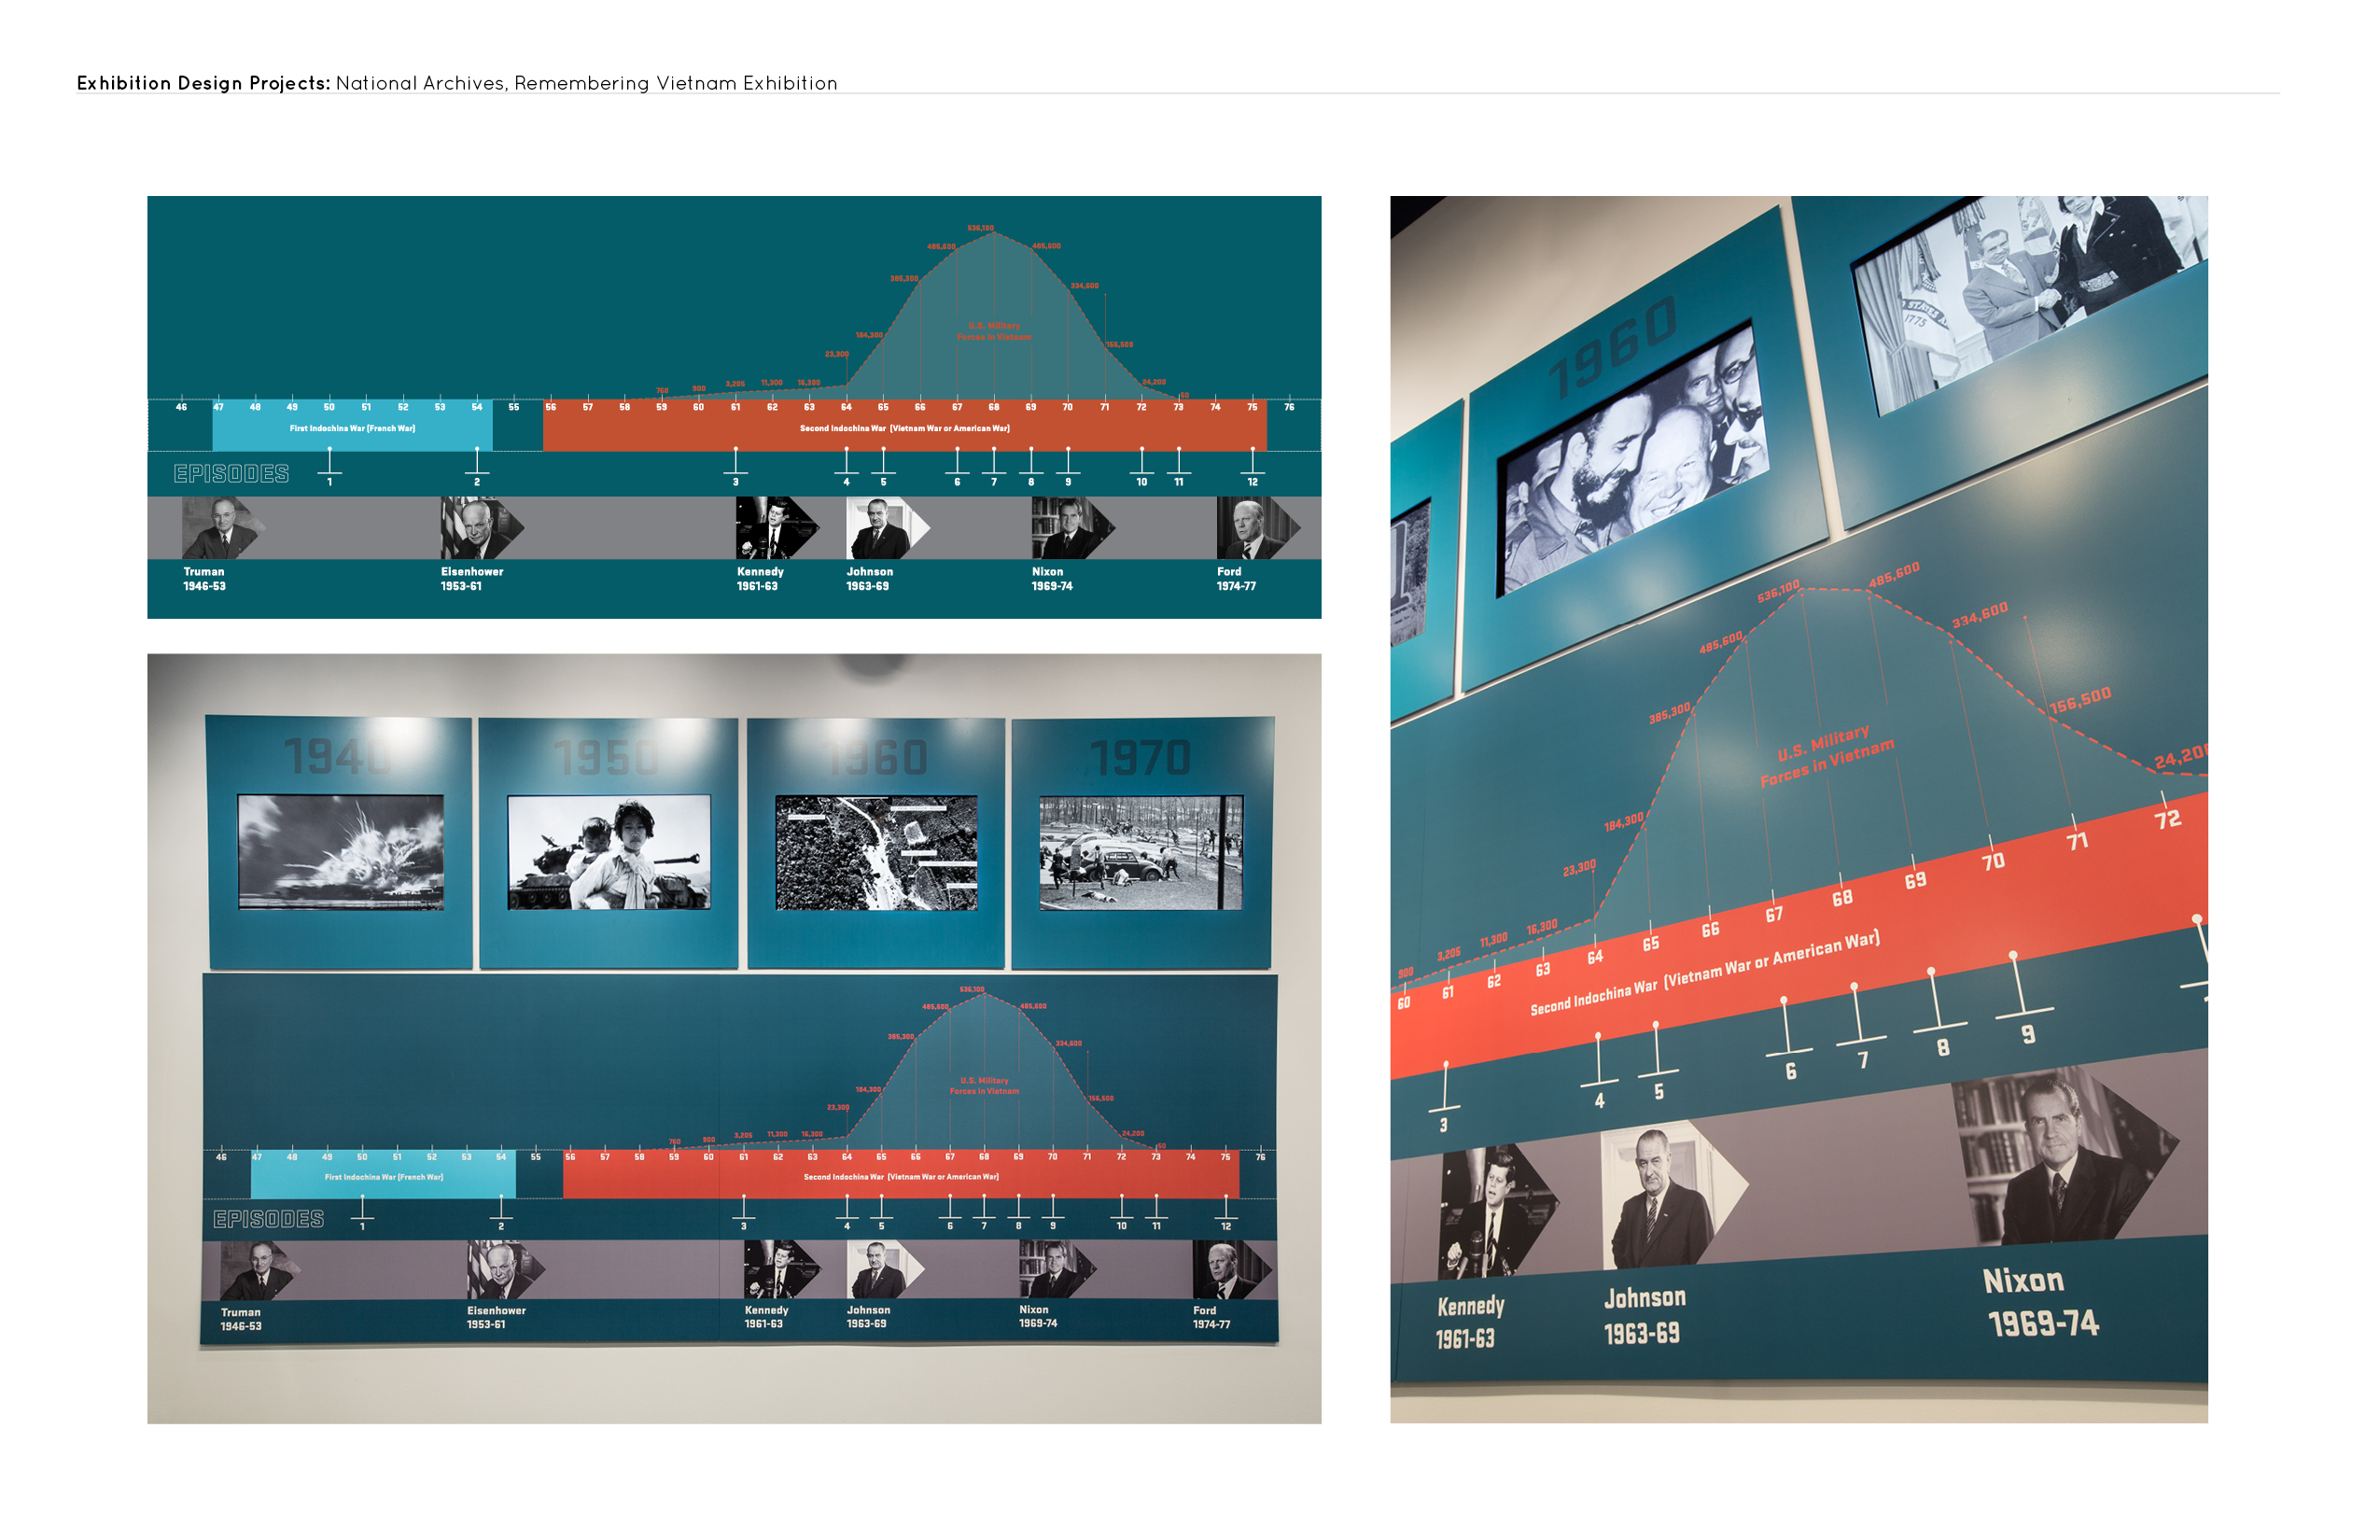 Exhibition Design Projects: National Archives, Remembering Vietnam Exhibition
536,100
485,600 485,600
385,300 334,600
U.S. Military
Forces in Vietnam
184,300 156,500
23,300
760 900 3,205 11,300 16,300 24,200 50
46 47 48 49 50 51 52 53 54 55 56 57 58 59 60 61 62 63 64 65 66 67 68 69 70 71 72 73 74 75 76
First Indochina War (French War) Second Indochina War (Vietnam War or American War)
EPISODES 1 2 3 4 5 6 7 8 9 10 11 12
Truman Eisenhower Kennedy Johnson Nixon Ford
1946-53 1953-61 1961-63 1963-69 1969-74 1974-77
1940 1950 1960 1970
536,100
485,600 485,600
385,300 334,600
U.S. Military
Forces in Vietnam
184,300 156,500
23,300
760 900 3,205 11,300 16,300 24,200 50
46 47 48 49 50 51 52 53 54 55 56 57 58 59 60 61 62 63 64 65 66 67 68 69 70 71 72 73 74 75 76
First Indochina War (French War) Second Indochina War (Vietnam War or American War)
EPISODES 1 2 3 4 5 6 7 8 9 10 11 12
Truman Eisenhower Kennedy Johnson Nixon Ford
1946-53 1953-61 1961-63 1963-69 1969-74 1974-77
1960
1775
536,100 485,600
485,600 334,600
385,300 156,500
U.S. Military
Forces in Vietnam
184,300 24,200
23,300
900 3,205 11,300 16,300
60 61 62 63 64 65 66 67 68 69 70 71 72
Second Indochina War (Vietnam War or American War)
3 4 5 6 7 8 9
Kennedy Johnson Nixon
1961-63 1963-69 1969-74